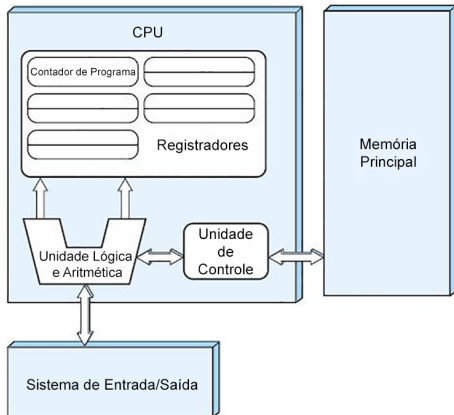 CPU
Contador de Programa
Registradores
Memória
Principal
Unidade Lógica
e Aritmética
Unidade
de
Controle
Sistema de Entrada/Saída